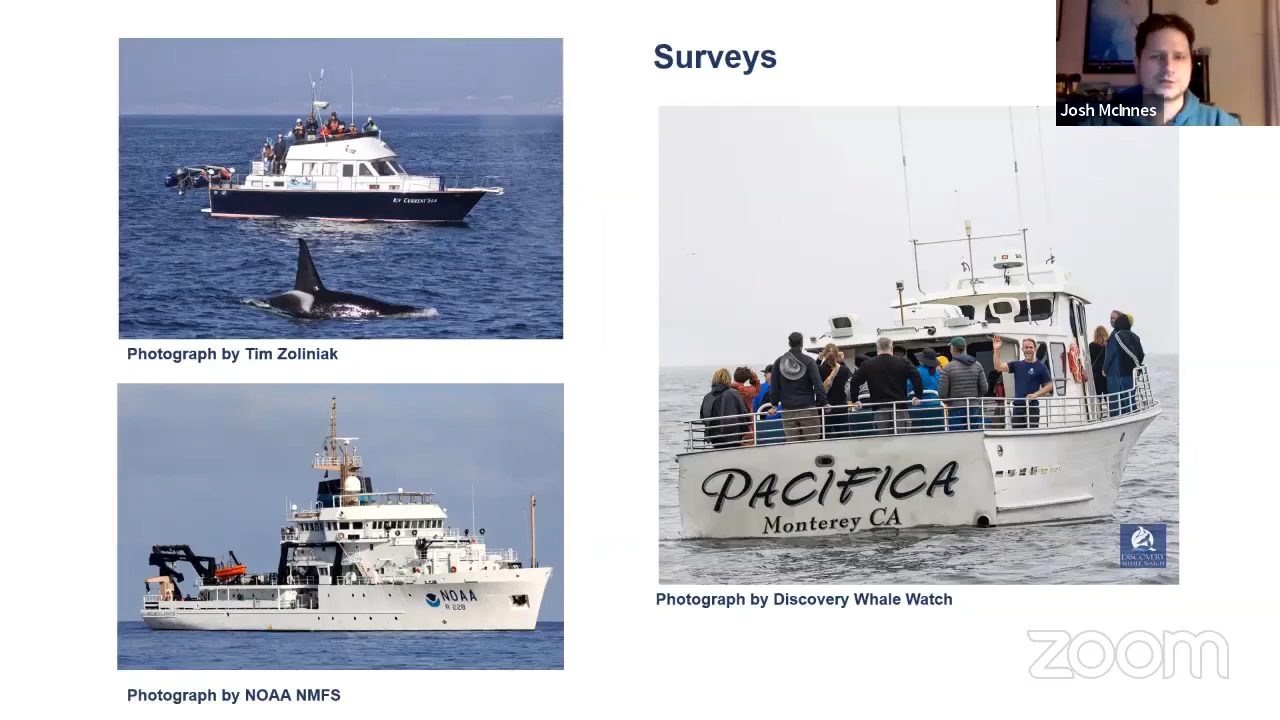 Surveys
Josh McInnes
R/V CURRENT SEA
Photograph by Tim Zoliniak
PACIFICA
Monterey CA
DISCOVERY
WHALE WATCH
NOAA
R 228
Photograph by Discovery Whale Watch
zoom
Photograph by NOAA NMFS